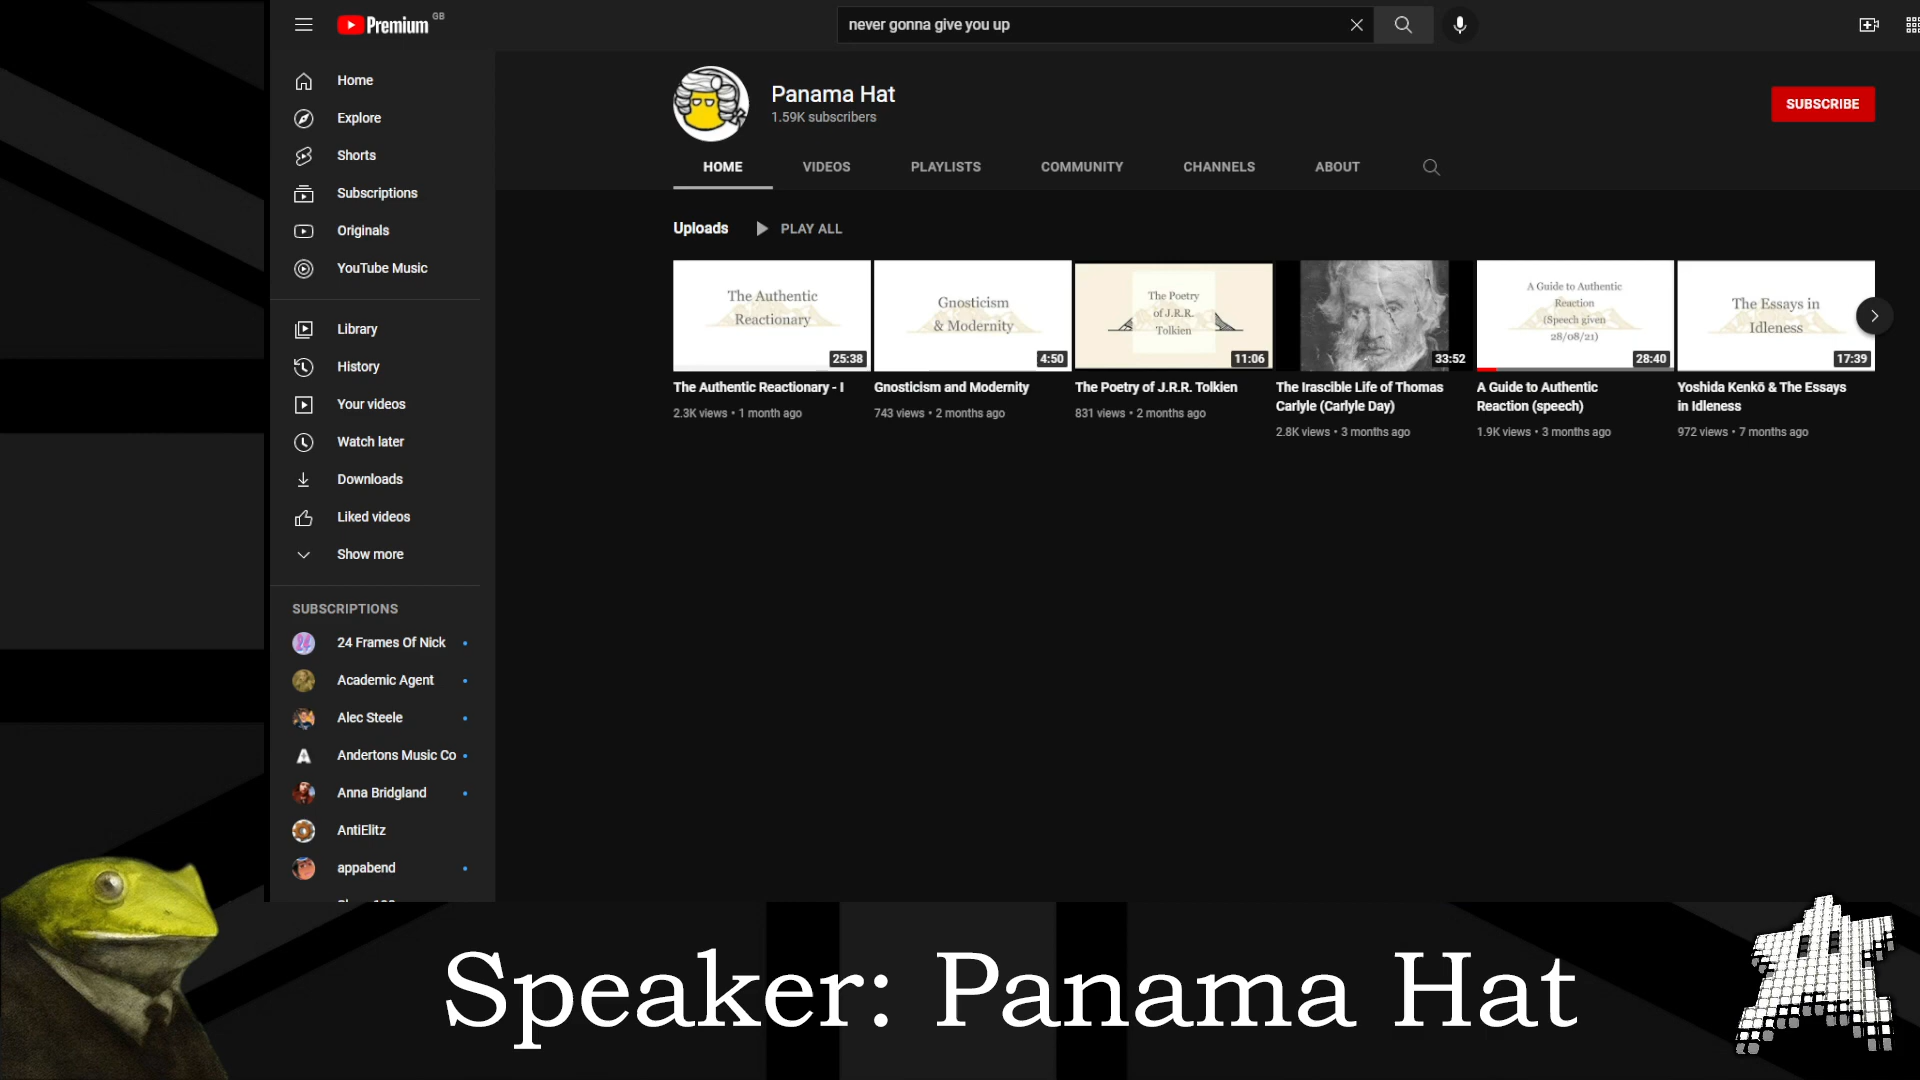 Premium GB
never gonna give you up
Home
Explore
Shorts
Subscriptions
Originals
YouTube Music
Library
History
Your videos
Watch later
Downloads
Liked videos
Show more
SUBSCRIPTIONS
24 Frames Of Nick
Academic Agent
Alec Steele
Andertons Music Co
Anna Bridgland
AntiElitz
appabend
Panama Hat
1.59K subscribers
SUBSCRIBE
HOME VIDEOS PLAYLISTS COMMUNITY CHANNELS ABOUT
Uploads PLAY ALL
The Authentic
Reactionary
25:38
The Authentic Reactionary - I
2.3K views • 1 month ago
Gnosticism
& Modernity
4:50
Gnosticism and Modernity
743 views • 2 months ago
The Poetry
of J.R.R.
Tolkien
11:06
The Poetry of J.R.R. Tolkien
831 views • 2 months ago
33:52
The Irascible Life of Thomas
Carlyle (Carlyle Day)
2.8K views • 3 months ago
A Guide to Authentic
Reaction
(Speech given
28/08/21)
28:40
A Guide to Authentic
Reaction (speech)
1.9K views • 3 months ago
The Essays in
Idleness
17:39
Yoshida Kenkō & The Essays
in Idleness
972 views • 7 months ago
Speaker: Panama Hat